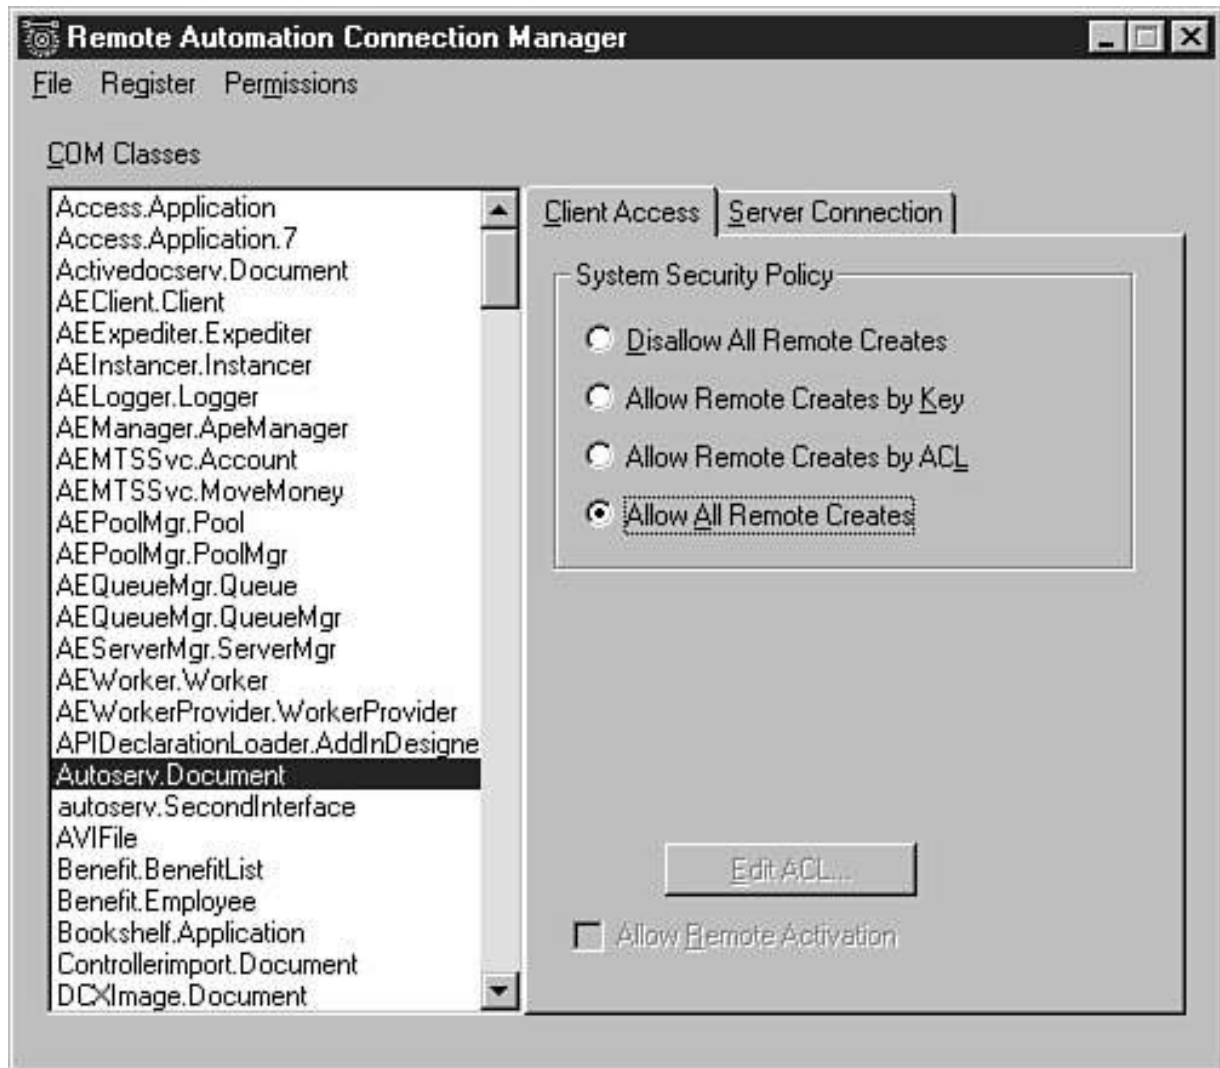 Remote Automation Connection Manager
File Register Permissions
COM Classes
Access.Application
Access.Application.7
Activedocserv.Document
AEClient.Client
AEExpediter.Expediter
AEInstancer.Instancer
AELogger.Logger
AEManager.ApeManager
AEMTSSvc.Account
AEMTSSvc.MoveMoney
AEPoolMgr.Pool
AEPoolMgr.PoolMgr
AEQueueMgr.Queue
AEQueueMgr.QueueMgr
AEServerMgr.ServerMgr
AEWorker.Worker
AEWorkerProvider.WorkerProvider
APIDeclarationLoader.AddInDesigne
Autoserv.Document
autoserv.SecondInterface
AVIFile
Benefit.BenefitList
Benefit.Employee
Bookshelf.Application
Controllerimport.Document
DCXImage.Document
Client Access Server Connection
System Security Policy
Disallow All Remote Creates
Allow Remote Creates by Key
Allow Remote Creates by ACL
Allow All Remote Creates
Edit ACL...
Allow Remote Activation